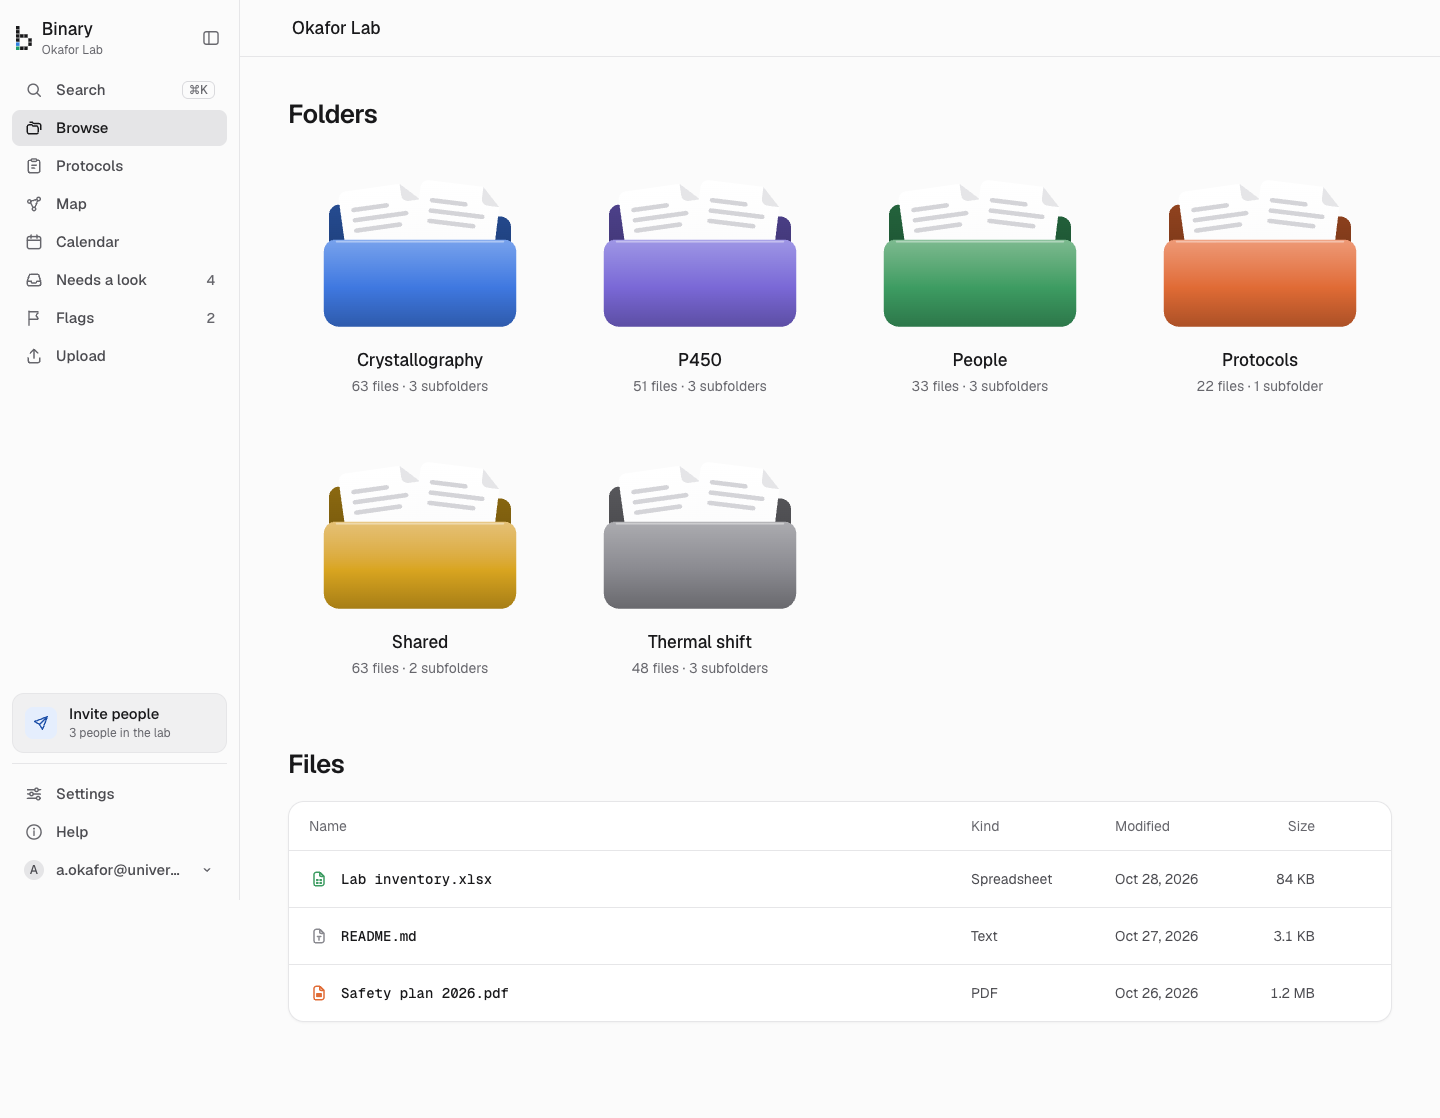 Binary
Okafor Lab
Search ⌘K
Browse
Protocols
Map
Calendar
Needs a look 4
Flags 2
Upload
Invite people
3 people in the lab
Settings
Help
A a.okafor@univer...
Okafor Lab
Folders
Crystallography
63 files · 3 subfolders
P450
51 files · 3 subfolders
People
33 files · 3 subfolders
Protocols
22 files · 1 subfolder
Shared
63 files · 2 subfolders
Thermal shift
48 files · 3 subfolders
Files
Name Kind Modified Size
Lab inventory.xlsx Spreadsheet Oct 28, 2026 84 KB
README.md Text Oct 27, 2026 3.1 KB
Safety plan 2026.pdf PDF Oct 26, 2026 1.2 MB